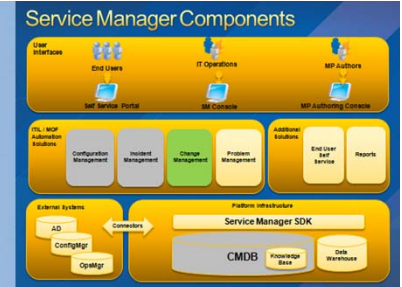 Service Manager Components
User
Interfaces
End Users
IT Operations
MP Authors
Self Service Portal
SM Console
MP Authoring Console
ITIL / MOF
Automation
Solutions
Configuration
Management
Incident
Management
Change
Management
Problem
Management
Additional
Solutions
End User
Self
Service
Reports
External Systems
AD
ConfigMgr
OpsMgr
Connectors
Platform Infrastructure
Service Manager SDK
CMDB
Knowledge
Base
Data
Warehouse